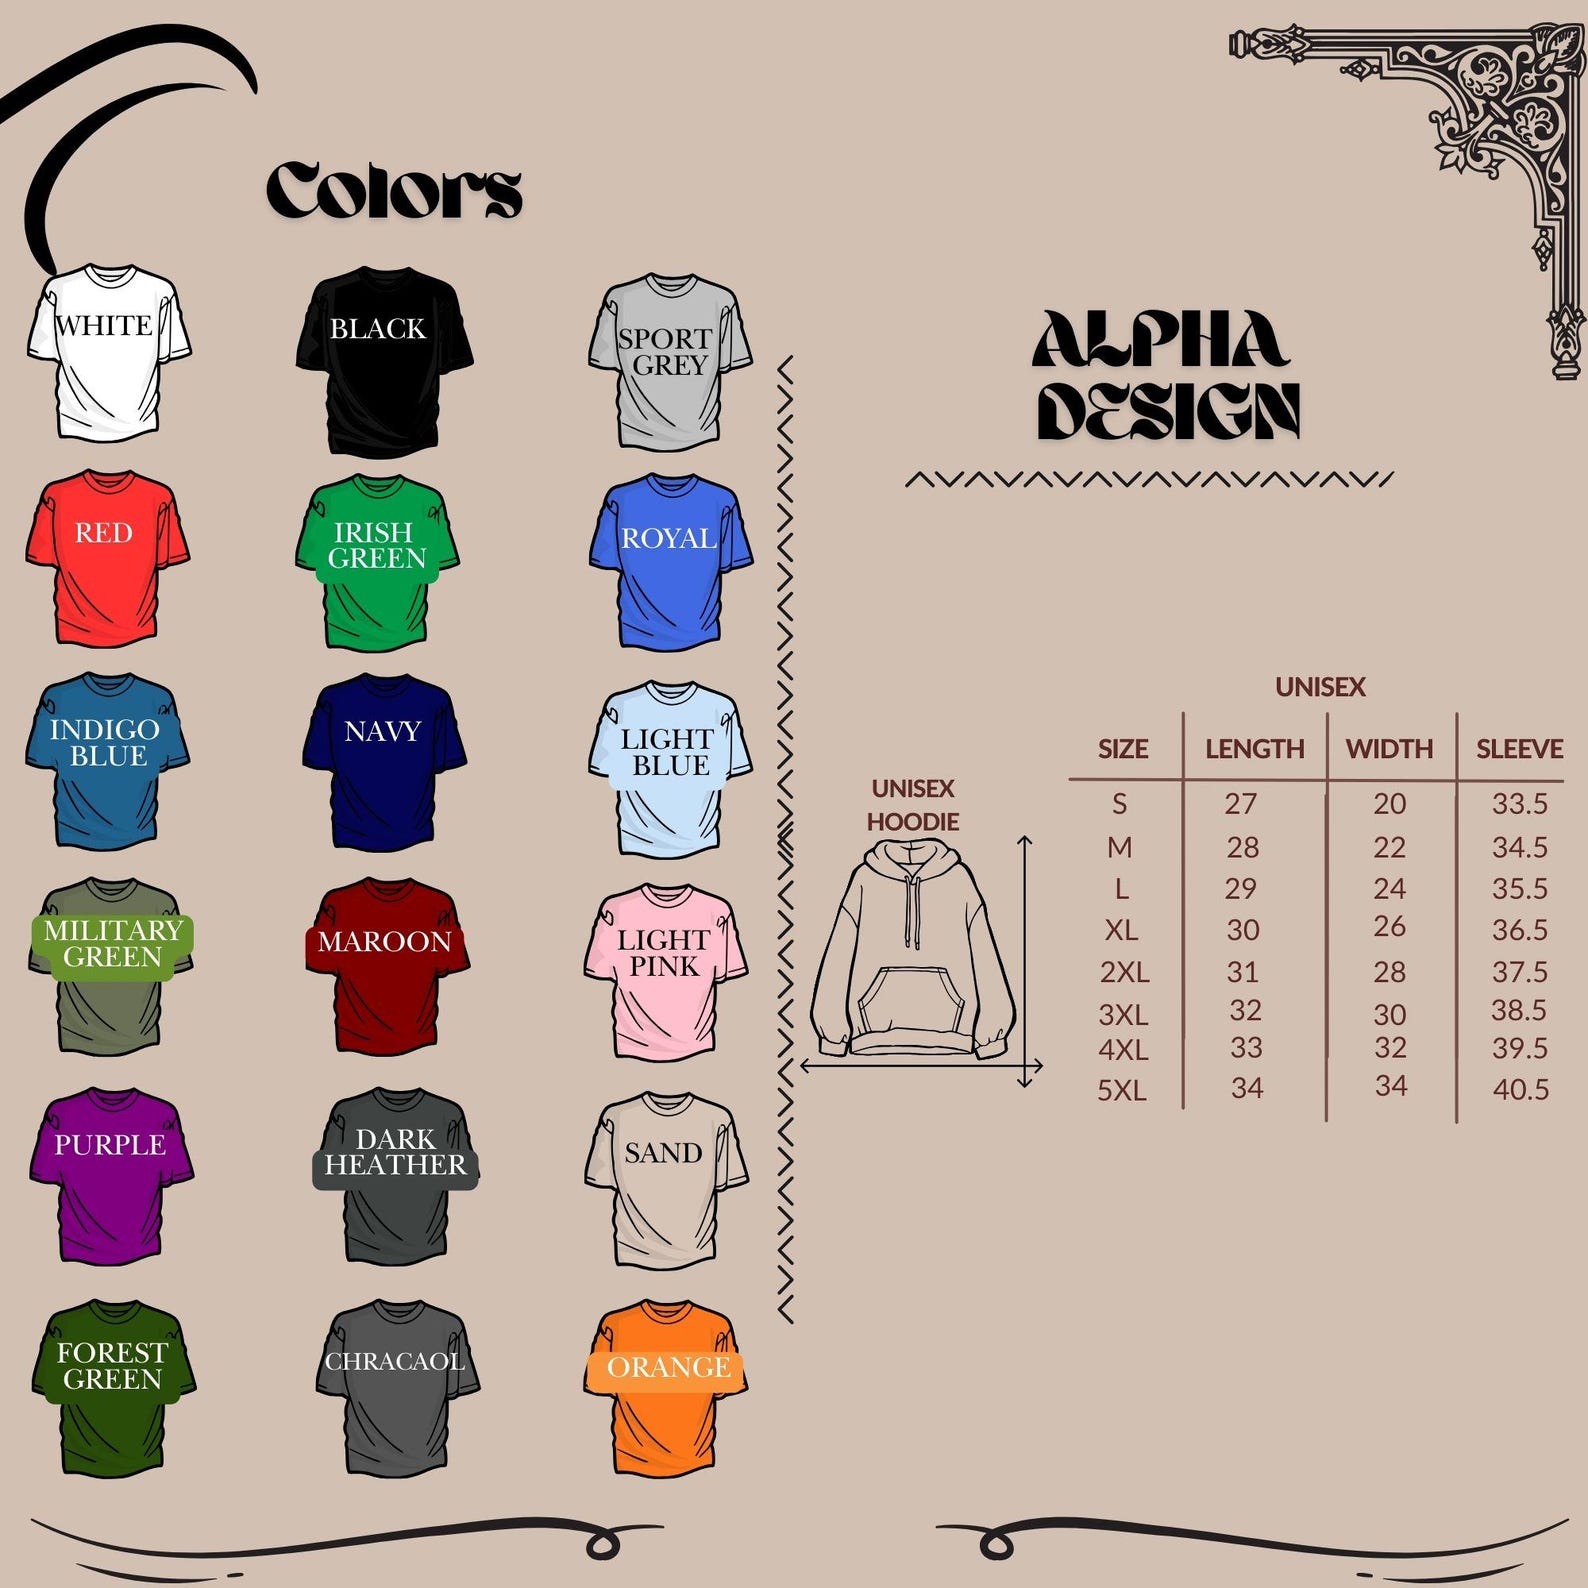 Colors
WHITE
BLACK
SPORT
GREY
RED
IRISH
GREEN
ROYAL
INDIGO
BLUE
NAVY
LIGHT
BLUE
MILITARY
GREEN
MAROON
LIGHT
PINK
PURPLE
DARK
HEATHER
SAND
FOREST
GREEN
CHRACAOL
ORANGE
ALPHA
DESIGN
UNISEX
HOODIE
UNISEX
SIZE LENGTH WIDTH SLEEVE
S 27 20 33.5
M 28 22 34.5
L 29 24 35.5
XL 30 26 36.5
2XL 31 28 37.5
3XL 32 30 38.5
4XL 33 32 39.5
5XL 34 34 40.5